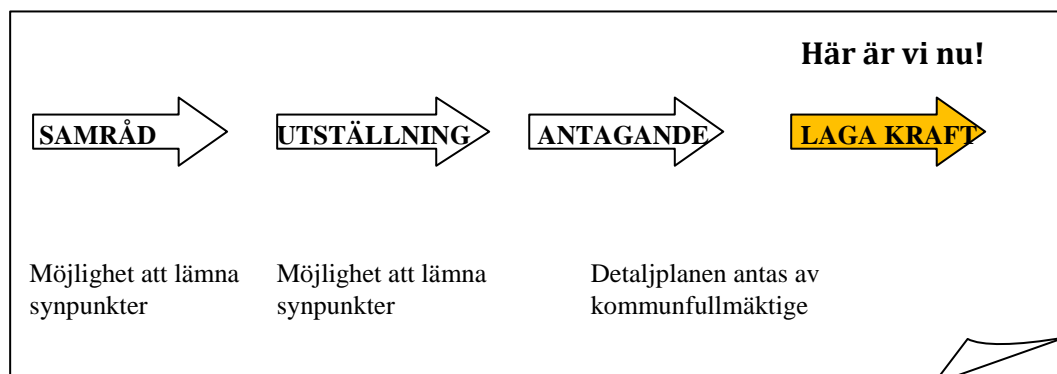 Här är vi nu!
SAMRÅD
UTSTÄLLNING
ANTAGANDE
LAGA KRAFT
Möjlighet att lämna
synpunkter
Möjlighet att lämna
synpunkter
Detaljplanen antas av
kommunfullmäktige